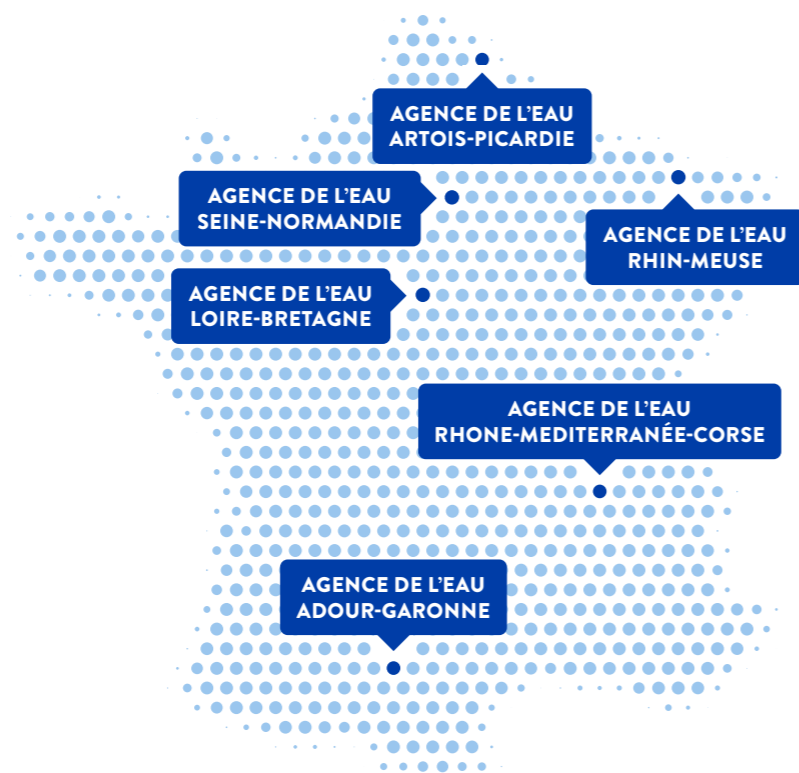 AGENCE DE L’EAU
ARTOIS-PICARDIE
AGENCE DE L’EAU
SEINE-NORMANDIE
AGENCE DE L’EAU
RHIN-MEUSE
AGENCE DE L’EAU
LOIRE-BRETAGNE
AGENCE DE L’EAU
RHONE-MEDITERRANÉE-CORSE
AGENCE DE L’EAU
ADOUR-GARONNE